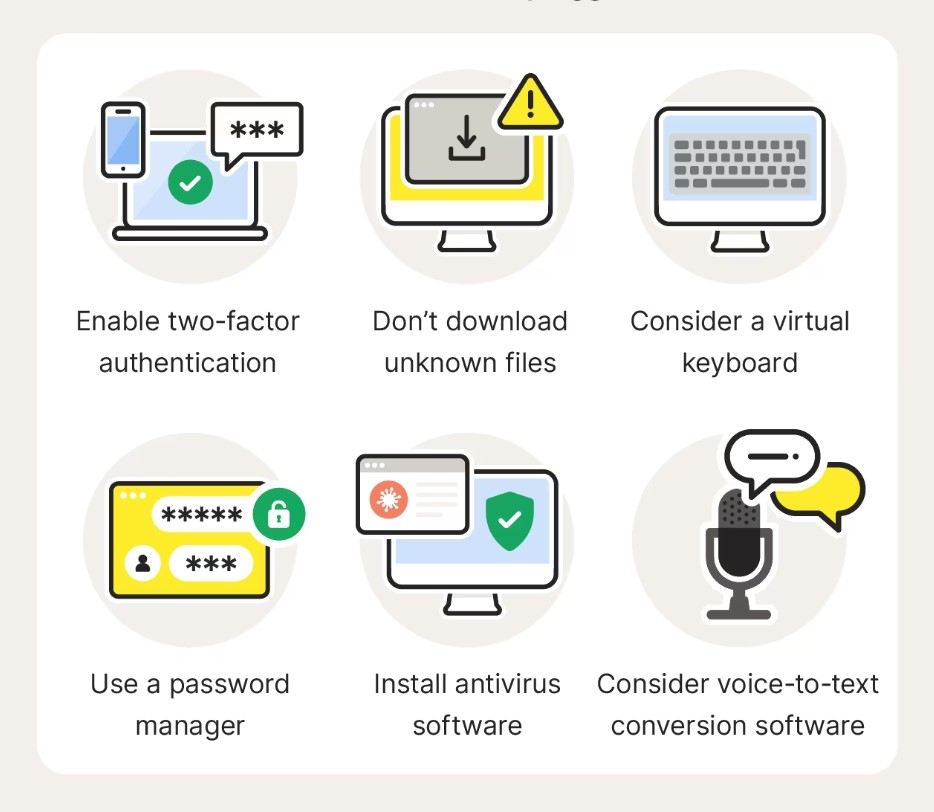 Enable two-factor
authentication
Don’t download
unknown files
Consider a virtual
keyboard
Use a password
manager
Install antivirus
software
Consider voice-to-text
conversion software